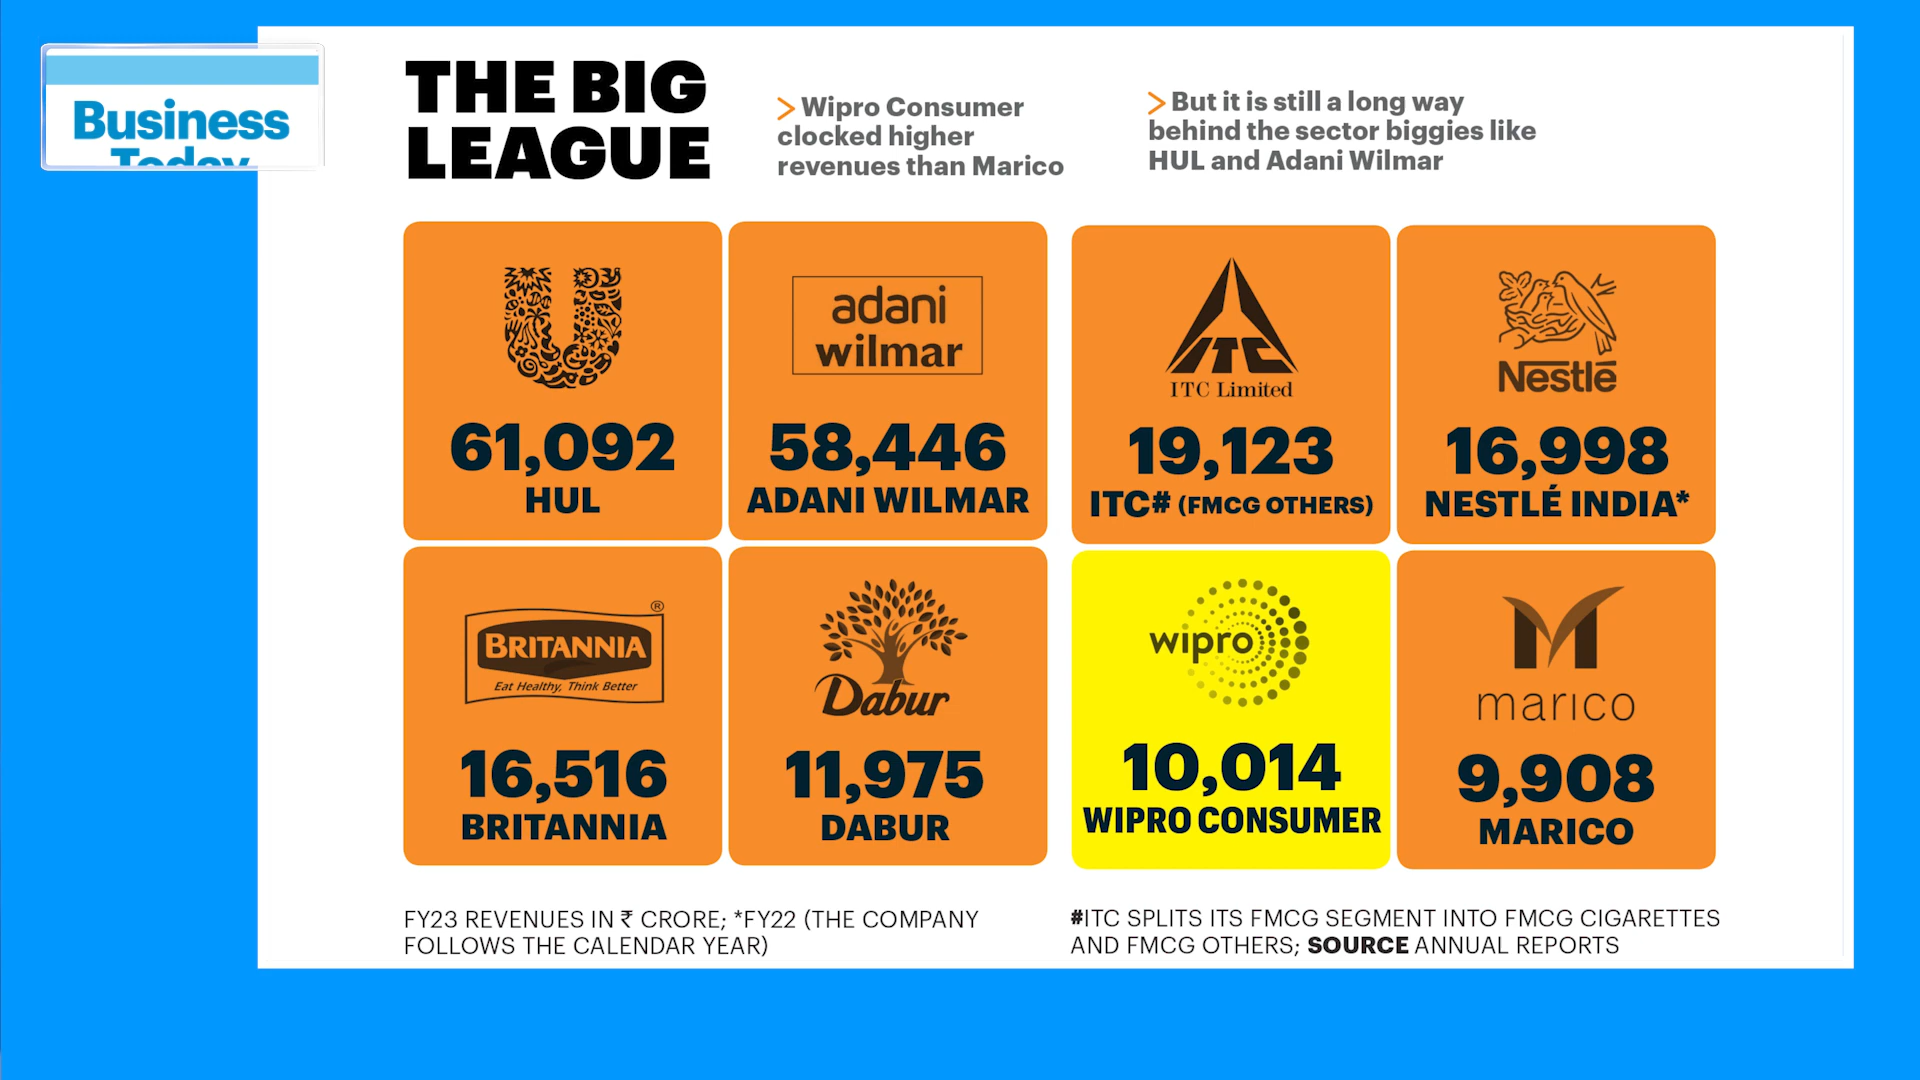 Business
Today
THE BIG
LEAGUE
Wipro Consumer
clocked higher
revenues than Marico
But it is still a long way
behind the sector biggies like
HUL and Adani Wilmar
61,092
HUL
adani
wilmar
58,446
ADANI WILMAR
ITC
ITC Limited
19,123
ITC# (FMCG OTHERS)
Nestlé
16,998
NESTLÉ INDIA*
BRITANNIA®
Eat Healthy, Think Better
16,516
BRITANNIA
Dabur
11,975
DABUR
wipro
10,014
WIPRO CONSUMER
marico
9,908
MARICO
FY23 REVENUES IN ₹ CRORE; *FY22 (THE COMPANY
FOLLOWS THE CALENDAR YEAR)
#ITC SPLITS ITS FMCG SEGMENT INTO FMCG CIGARETTES
AND FMCG OTHERS; SOURCE ANNUAL REPORTS